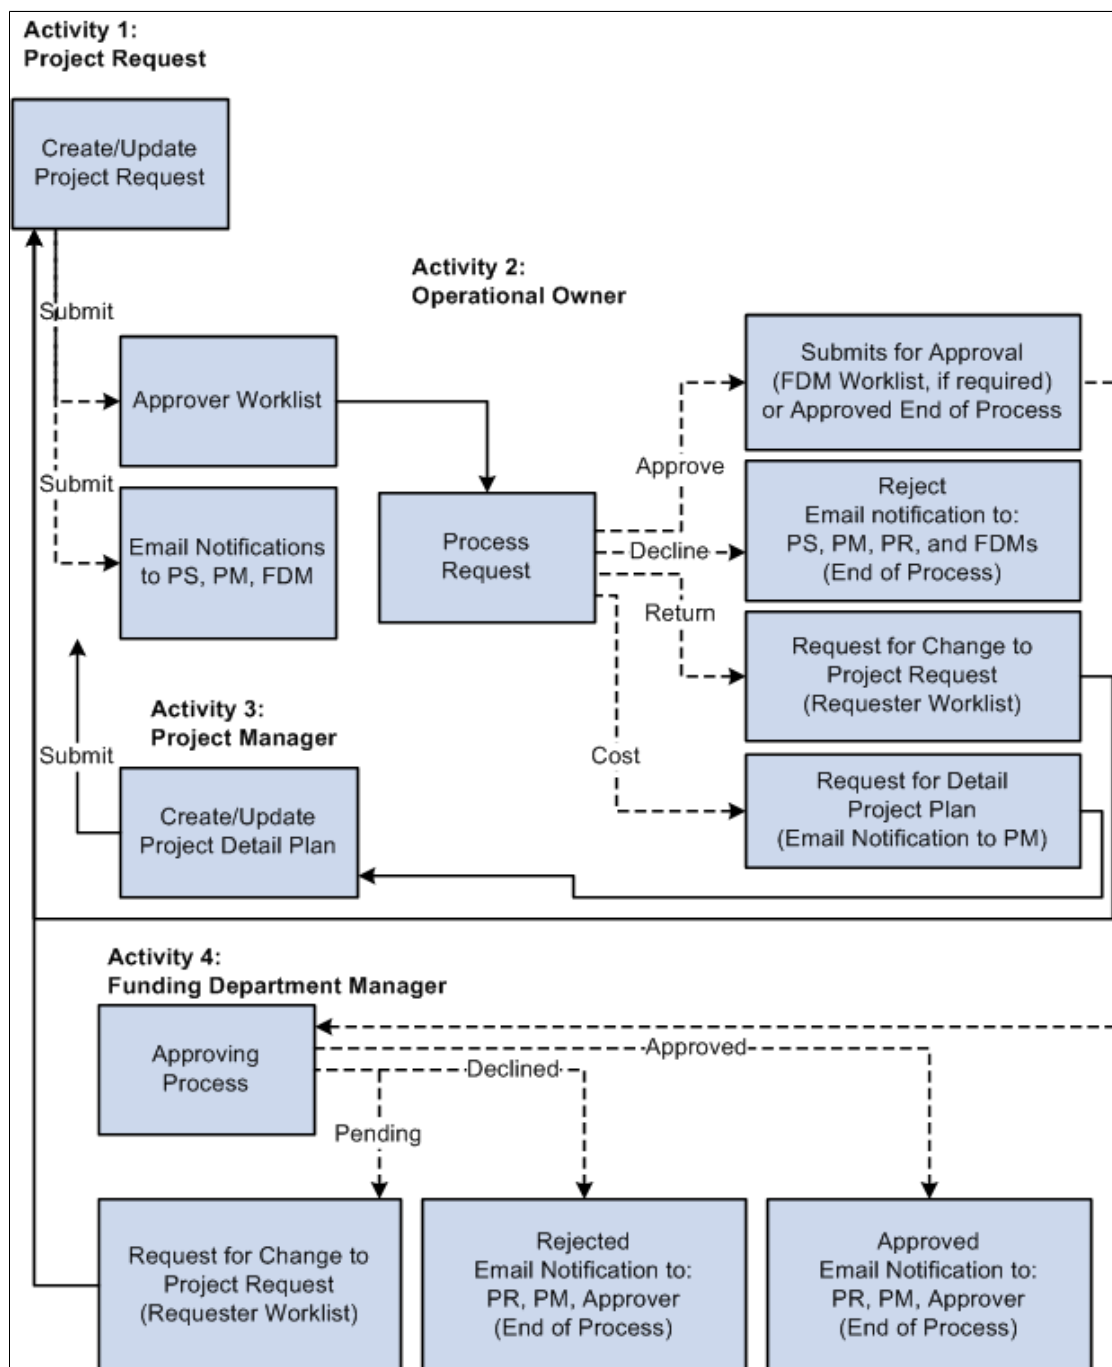 Activity 1:
Project Request
Create/Update
Project Request
Submit
Activity 2:
Operational Owner
Approver Worklist
Submit
Email Notifications
to PS, PM, FDM
Process
Request
Approve
Submits for Approval
(FDM Worklist, if required)
or Approved End of Process
Decline
Reject
Email notification to:
PS, PM, PR, and FDMs
(End of Process)
Return
Request for Change to
Project Request
(Requester Worklist)
Cost
Request for Detail
Project Plan
(Email Notification to PM)
Activity 3:
Project Manager
Submit
Create/Update
Project Detail Plan
Activity 4:
Funding Department Manager
Approving
Process
Approved
Declined
Pending
Request for Change to
Project Request
(Requester Worklist)
Rejected
Email Notification to:
PR, PM, Approver
(End of Process)
Approved
Email Notification to:
PR, PM, Approver
(End of Process)